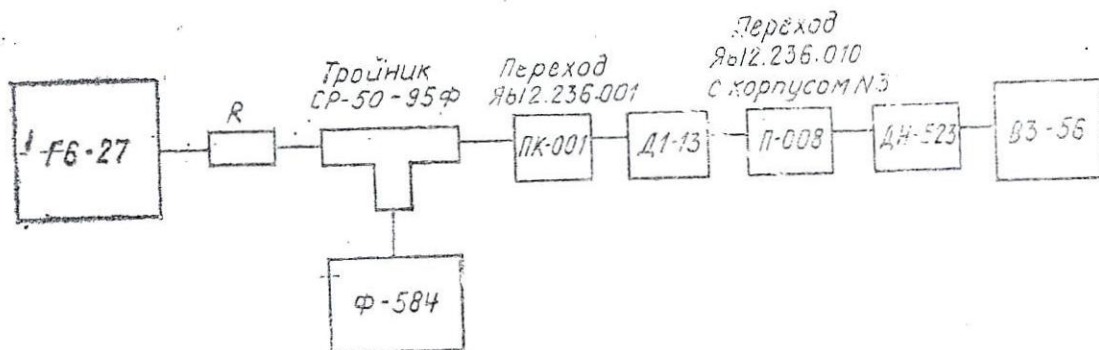 Переход
Тройник
СР-50-95Ф
Переход
ЯЫ2.236.001
ЯЫ2.236.010
с корпусом N3
R
Г6-27
ПК-001
Д1-13
П-008
ДН-523
В3-56
Ф-584